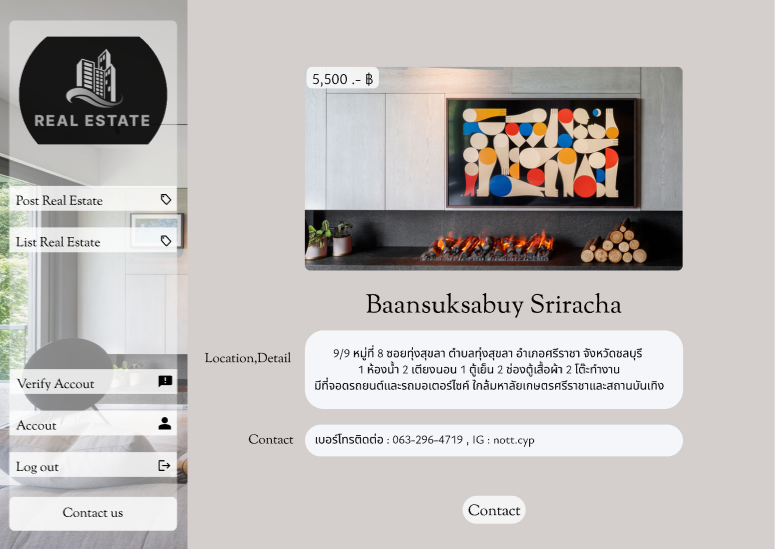 REAL ESTATE
Post Real Estate
List Real Estate
Verify Accout
Accout
Log out
Contact us
5,500 .- ฿
Baansuksabuy Sriracha
Location,Detail
9/9 หมู่ที่ 8 ซอยทุ่งสุขลา ตำบลทุ่งสุขลา อำเภอศรีราชา จังหวัดชลบุรี
1 ห้องน้ำ 2 เตียงนอน 1 ตู้เย็น 2 ช่องตู้เสื้อผ้า 2 โต๊ะทำงาน
มีที่จอดรถยนต์และรถมอเตอร์ไซค์ ใกล้มหาลัยเกษตรศรีราชาและสถานบันเทิง
Contact
เบอร์โทรติดต่อ : 063-296-4719 , IG : nott.cyp
Contact